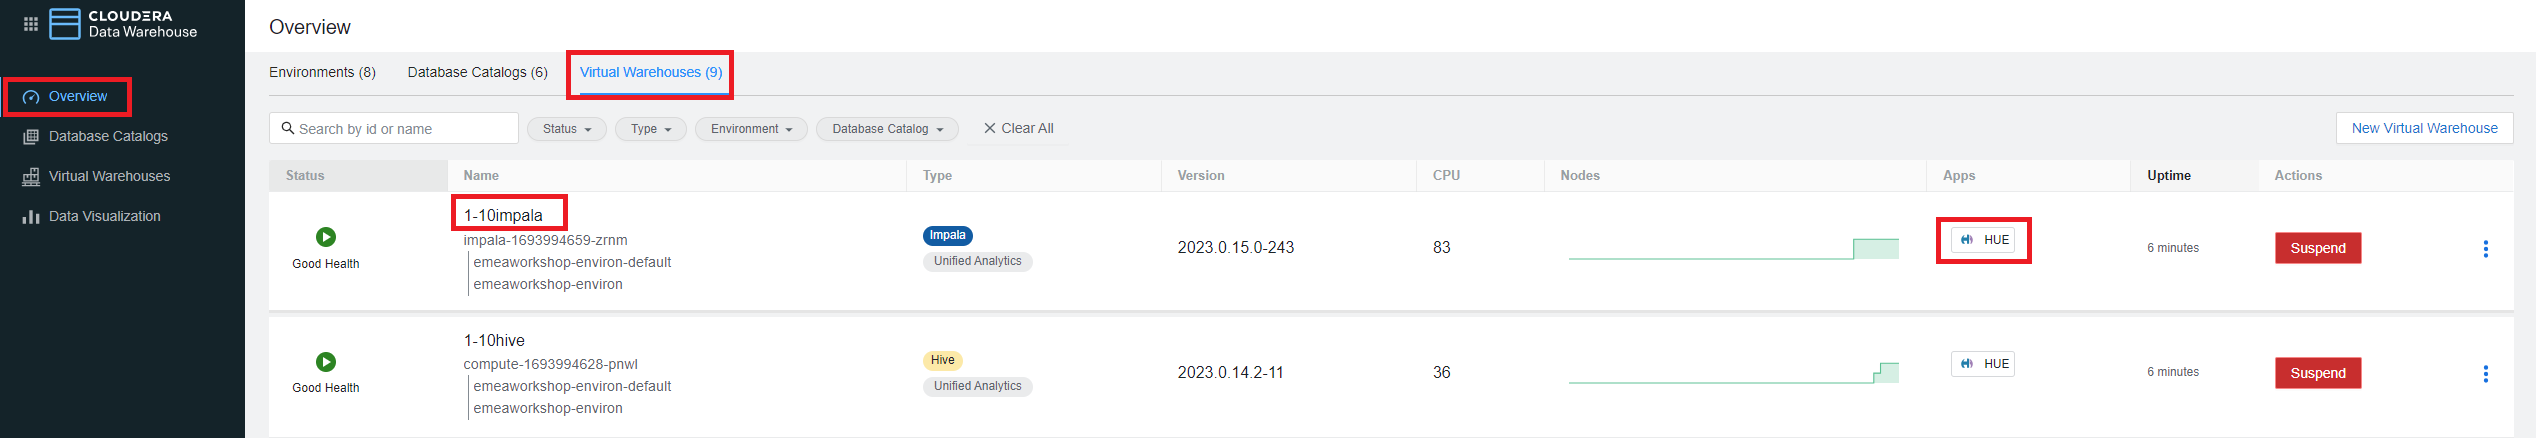 CLOUDERA
Data Warehouse
Overview
Database Catalogs
Virtual Warehouses
Data Visualization
Overview
Environments (8) Database Catalogs (6) Virtual Warehouses (9)
Search by id or name Status Type Environment Database Catalog Clear All New Virtual Warehouse
Status Name Type Version CPU Nodes Apps Uptime Actions
1-10impala
impala-1693994659-zrnm
emeaworkshop-environ-default
emeaworkshop-environ
Good Health
Impala
Unified Analytics
2023.0.15.0-243 83 HUE 6 minutes Suspend
1-10hive
compute-1693994628-pnwl
emeaworkshop-environ-default
emeaworkshop-environ
Good Health
Hive
Unified Analytics
2023.0.14.2-11 36 HUE 6 minutes Suspend